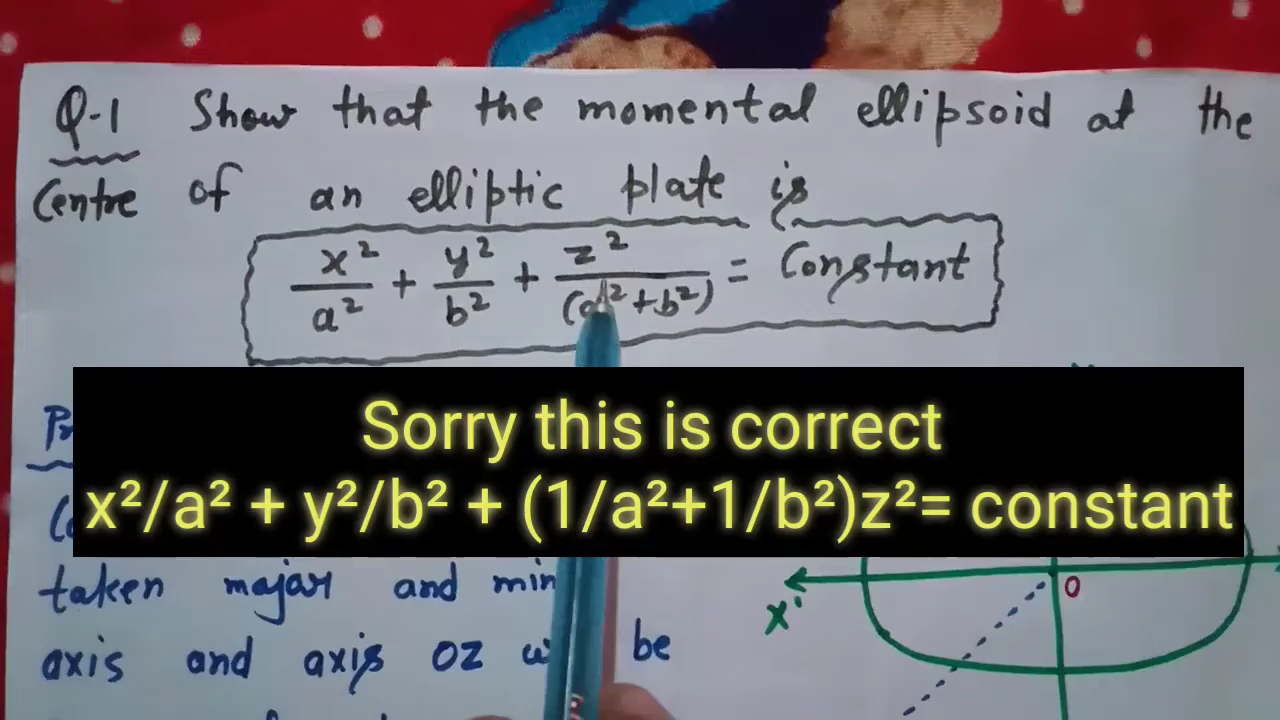 Q-1 Show that the momental ellipsoid at the
Centre of an elliptic plate is
x²/a² + y²/b² + z²/(a²+b²) = Constant
Sorry this is correct
x²/a² + y²/b² + (1/a²+1/b²)z²= constant
taken majar and min
axis and axis OZ be
X'
O